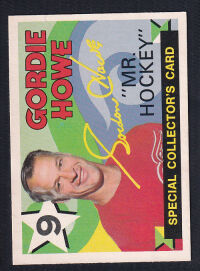 GORDIE
HOWE
Gordon Howe
"MR.
HOCKEY"
SPECIAL COLLECTOR'S CARD
9